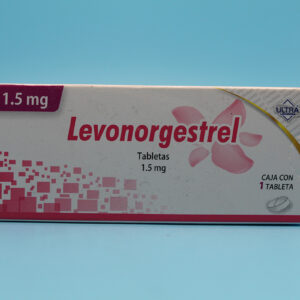 1.5 mg
ULTRA
Levonorgestrel
Tabletas
1.5 mg
CAJA CON
1 TABLETA